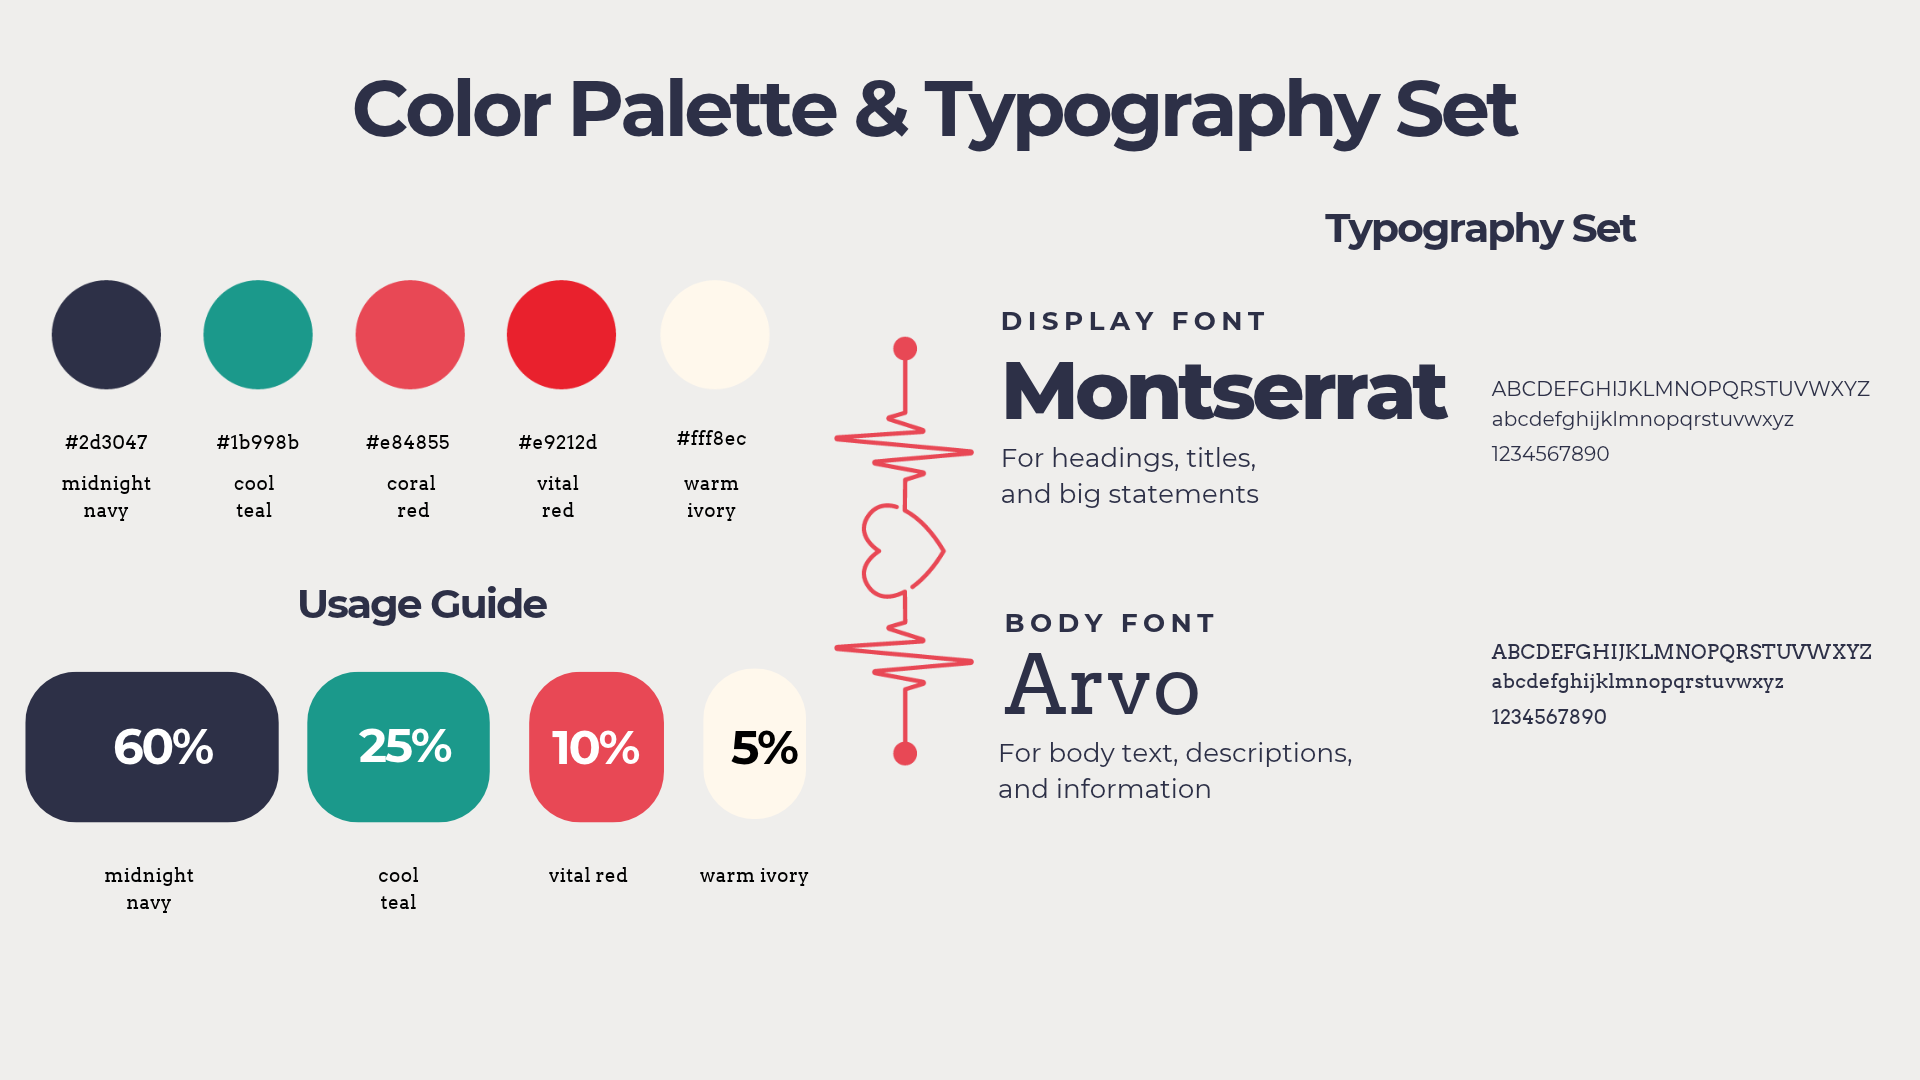 Color Palette & Typography Set
#2d3047
midnight
navy
#1b998b
cool
teal
#e84855
coral
red
#e9212d
vital
red
#fff8ec
warm
ivory
Usage Guide
60%
midnight
navy
25%
cool
teal
10%
vital red
5%
warm ivory
Typography Set
DISPLAY FONT
Montserrat
For headings, titles,
and big statements
ABCDEFGHIJKLMNOPQRSTUVWXYZ
abcdefghijklmnopqrstuvwxyz
1234567890
BODY FONT
Arvo
For body text, descriptions,
and information
ABCDEFGHIJKLMNOPQRSTUVWXYZ
abcdefghijklmnopqrstuvwxyz
1234567890